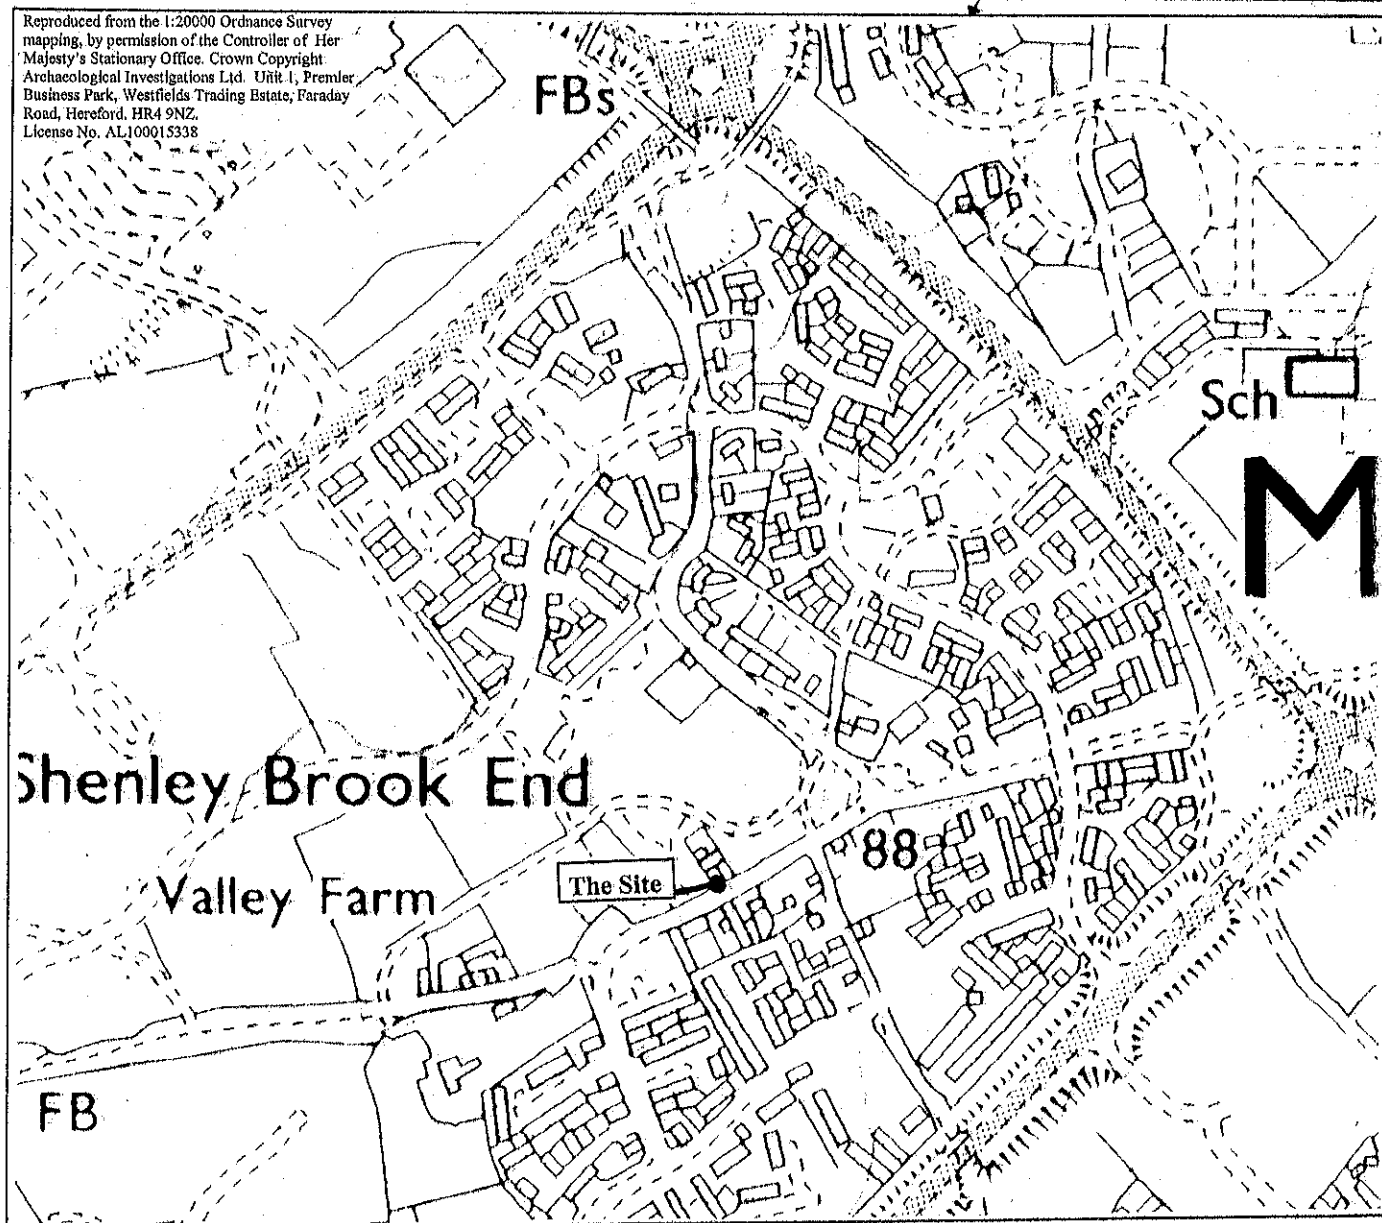 Reproduced from the 1:20000 Ordnance Survey
mapping, by permission of the Controller of Her
Majesty's Stationary Office. Crown Copyright
Archaeological Investigations Ltd. Unit 1, Premier
Business Park, Westfields Trading Estate, Faraday
Road, Hereford. HR4 9NZ.
License No. AL100015338
FBs
Sch
M
Shenley Brook End
88
The Site
Valley Farm
FB